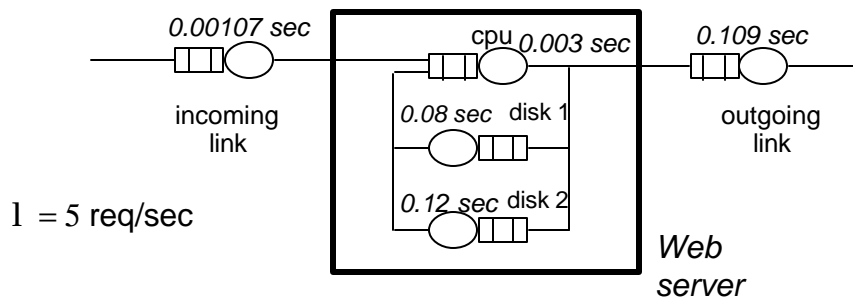 0.00107 sec
cpu
0.003 sec
0.109 sec
incoming
link
0.08 sec
disk 1
outgoing
link
0.12 sec
disk 2
l = 5 req/sec
Web
server